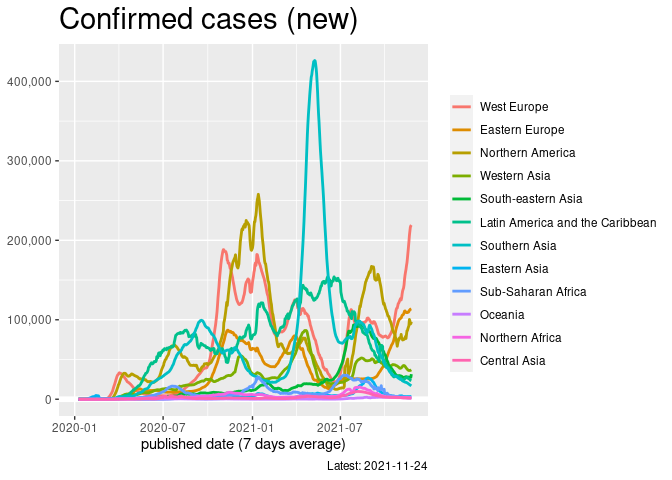 Confirmed cases (new)
400,000
300,000
200,000
100,000
0
2020-01
2020-07
2021-01
2021-07
published date (7 days average)
Latest: 2021-11-24
West Europe
Eastern Europe
Northern America
Western Asia
South-eastern Asia
Latin America and the Caribbean
Southern Asia
Eastern Asia
Sub-Saharan Africa
Oceania
Northern Africa
Central Asia